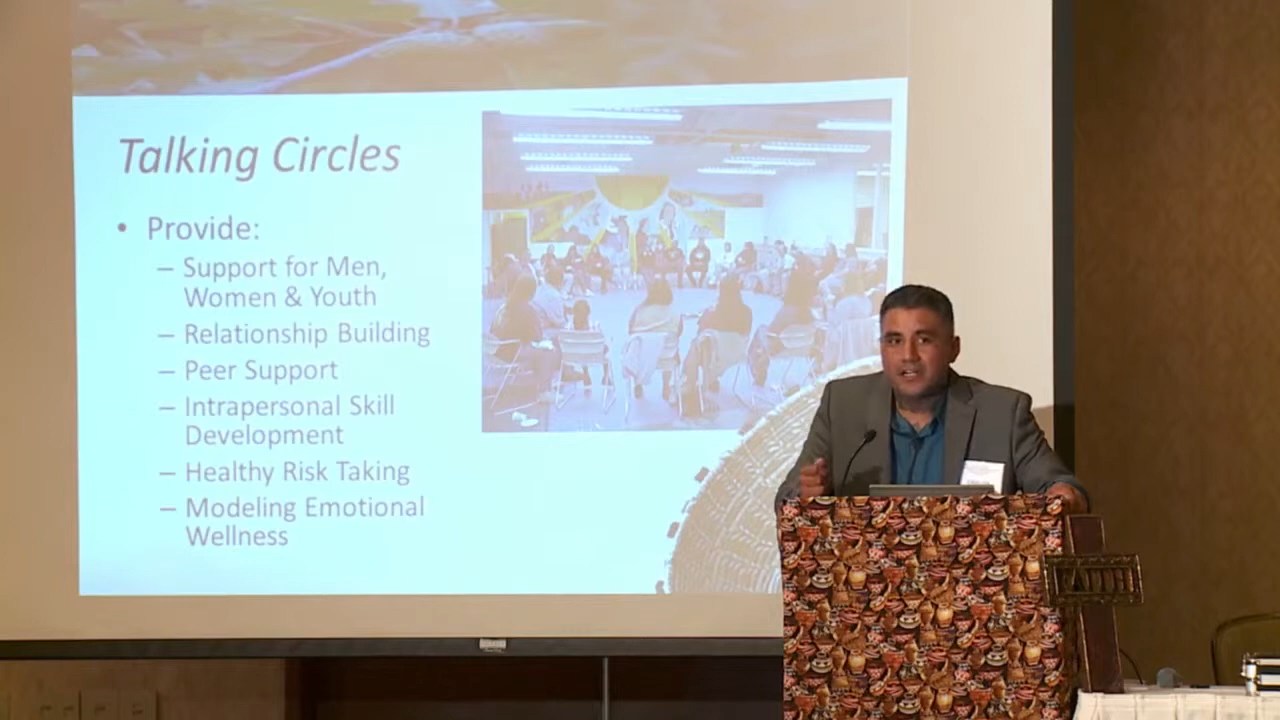 Talking Circles
• Provide:
– Support for Men,
Women & Youth
– Relationship Building
– Peer Support
– Intrapersonal Skill
Development
– Healthy Risk Taking
– Modeling Emotional
Wellness